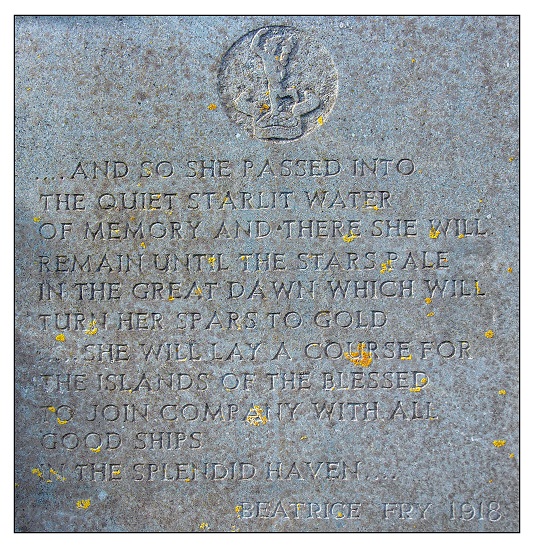 ....AND SO SHE PASSED INTO
THE QUIET STARLIT WATER
OF MEMORY AND THERE SHE WILL
REMAIN UNTIL THE STARS PALE
IN THE GREAT DAWN WHICH WILL
TURN HER SPARS TO GOLD
....SHE WILL LAY A COURSE FOR
THE ISLANDS OF THE BLESSED
TO JOIN COMPANY WITH ALL
GOOD SHIPS
IN THE SPLENDID HAVEN....
BEATRICE FRY 1918